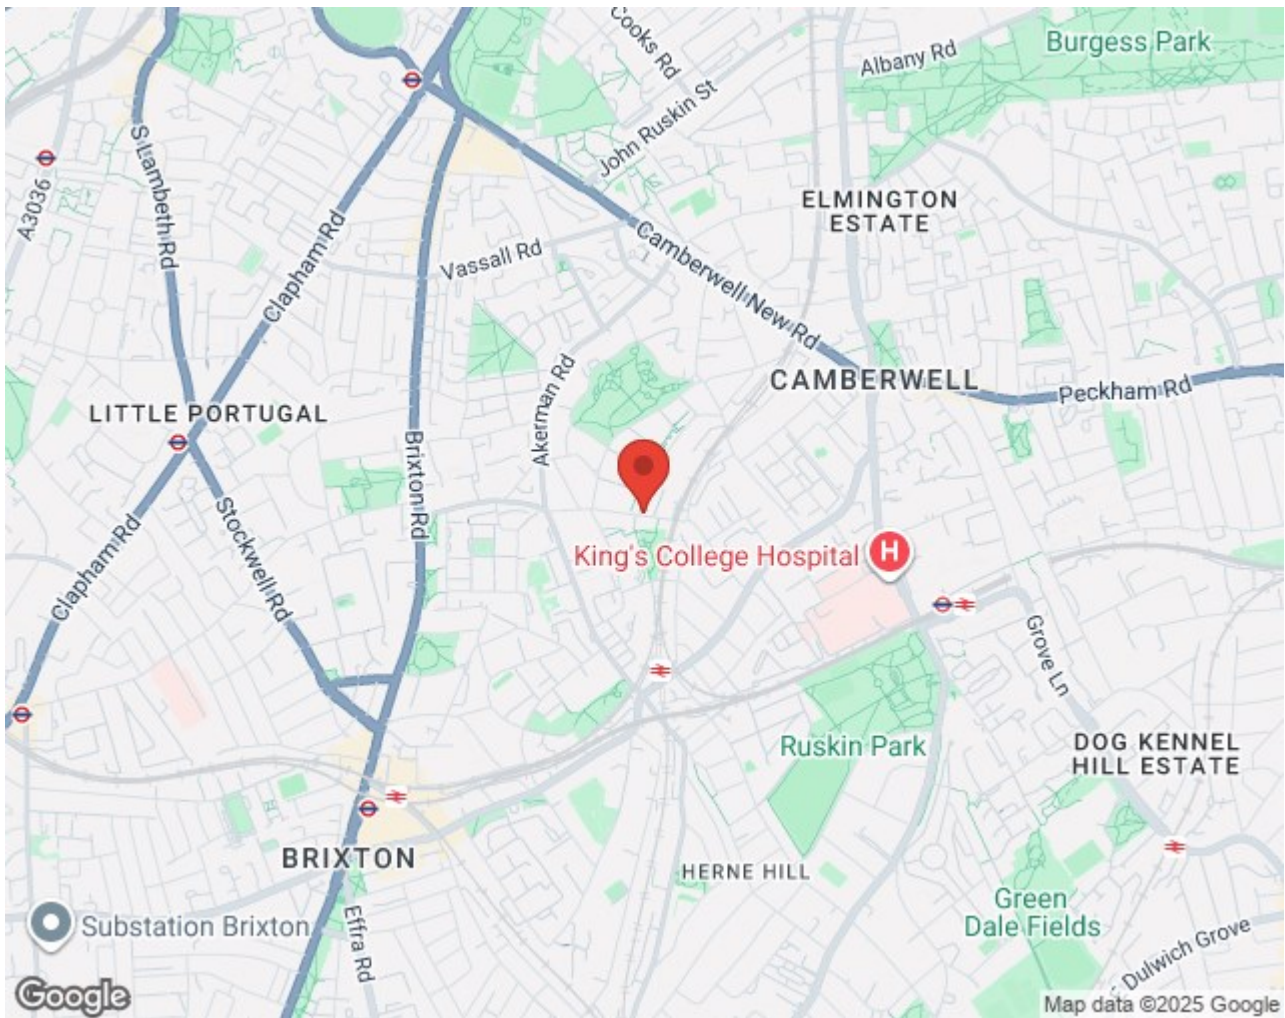 Cooks Rd
Albany Rd
Burgess Park
John Ruskin St
S Lambeth Rd
A3036
ELMINGTON
ESTATE
Clapham Rd
Vassall Rd
Camberwell New Rd
CAMBERWELL
Peckham Rd
Akerman Rd
LITTLE PORTUGAL
Brixton Rd
Stockwell Rd
Clapham Rd
King's College Hospital
H
Grove Ln
Ruskin Park
DOG KENNEL
HILL ESTATE
BRIXTON
HERNE HILL
Green
Dale Fields
Substation Brixton
Effra Rd
Dulwich Grove
Google
Map data ©2025 Google